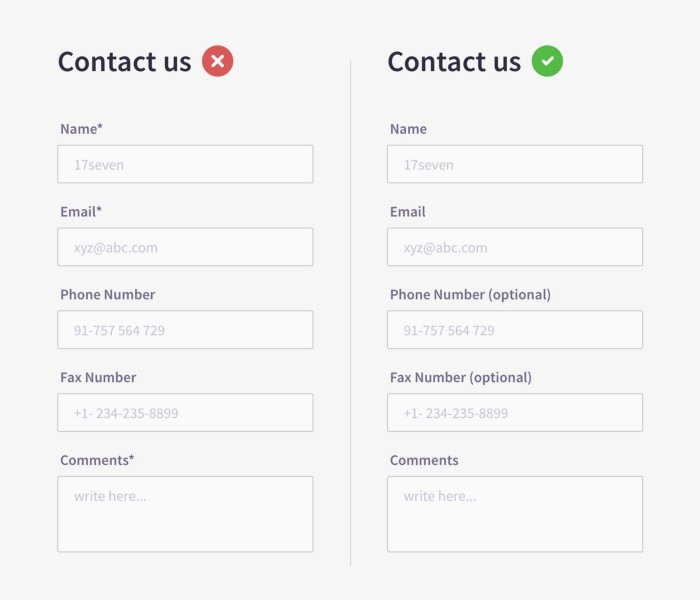 Contact us
Name*
17seven
Email*
xyz@abc.com
Phone Number
91-757 564 729
Fax Number
+1- 234-235-8899
Comments*
write here...
Contact us
Name
17seven
Email
xyz@abc.com
Phone Number (optional)
91-757 564 729
Fax Number (optional)
+1- 234-235-8899
Comments
write here...